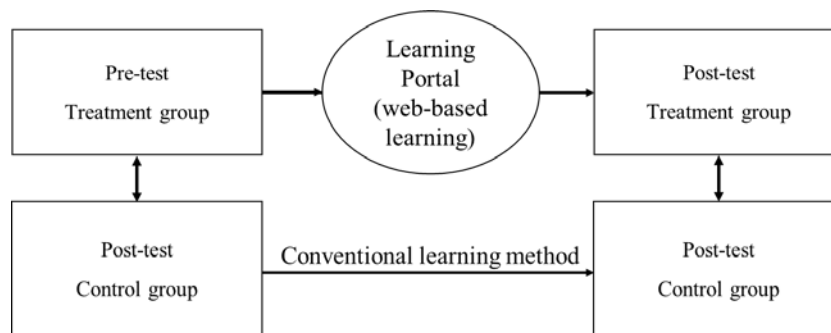 Pre-test
Treatment group
Learning
Portal
(web-based
learning)
Post-test
Treatment group
Post-test
Control group
Conventional learning method
Post-test
Control group